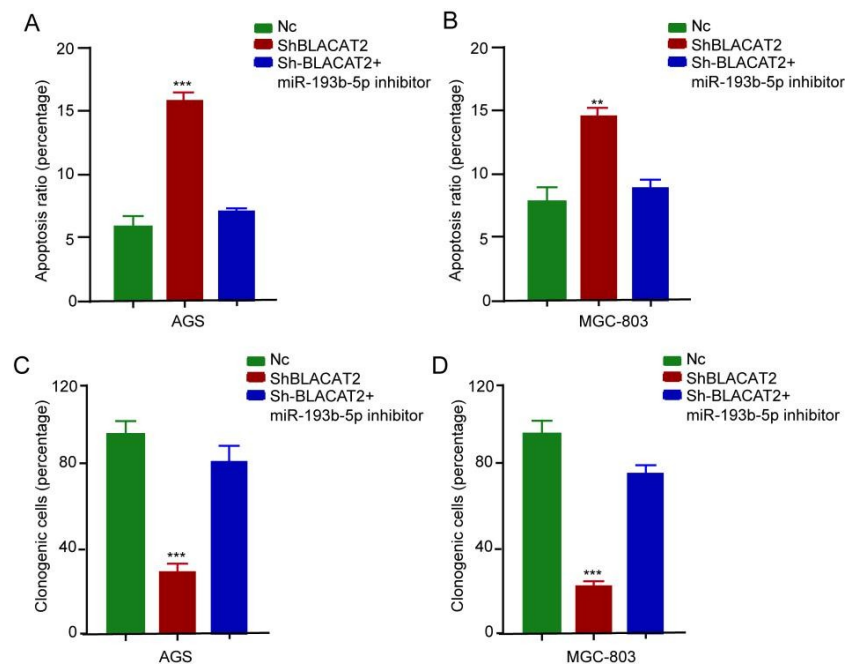 A
Nc
ShBLACAT2
Sh-BLACAT2+
miR-193b-5p inhibitor
Apoptosis ratio (percentage)
20
15
10
5
0
***
AGS
B
Nc
ShBLACAT2
Sh-BLACAT2+
miR-193b-5p inhibitor
Apoptosis ratio (percentage)
20
15
10
5
0
**
MGC-803
C
Nc
ShBLACAT2
Sh-BLACAT2+
miR-193b-5p inhibitor
Clonogenic cells (percentage)
120
80
40
0
***
AGS
D
Nc
ShBLACAT2
Sh-BLACAT2+
miR-193b-5p inhibitor
Clonogenic cells (percentage)
120
80
40
0
***
MGC-803